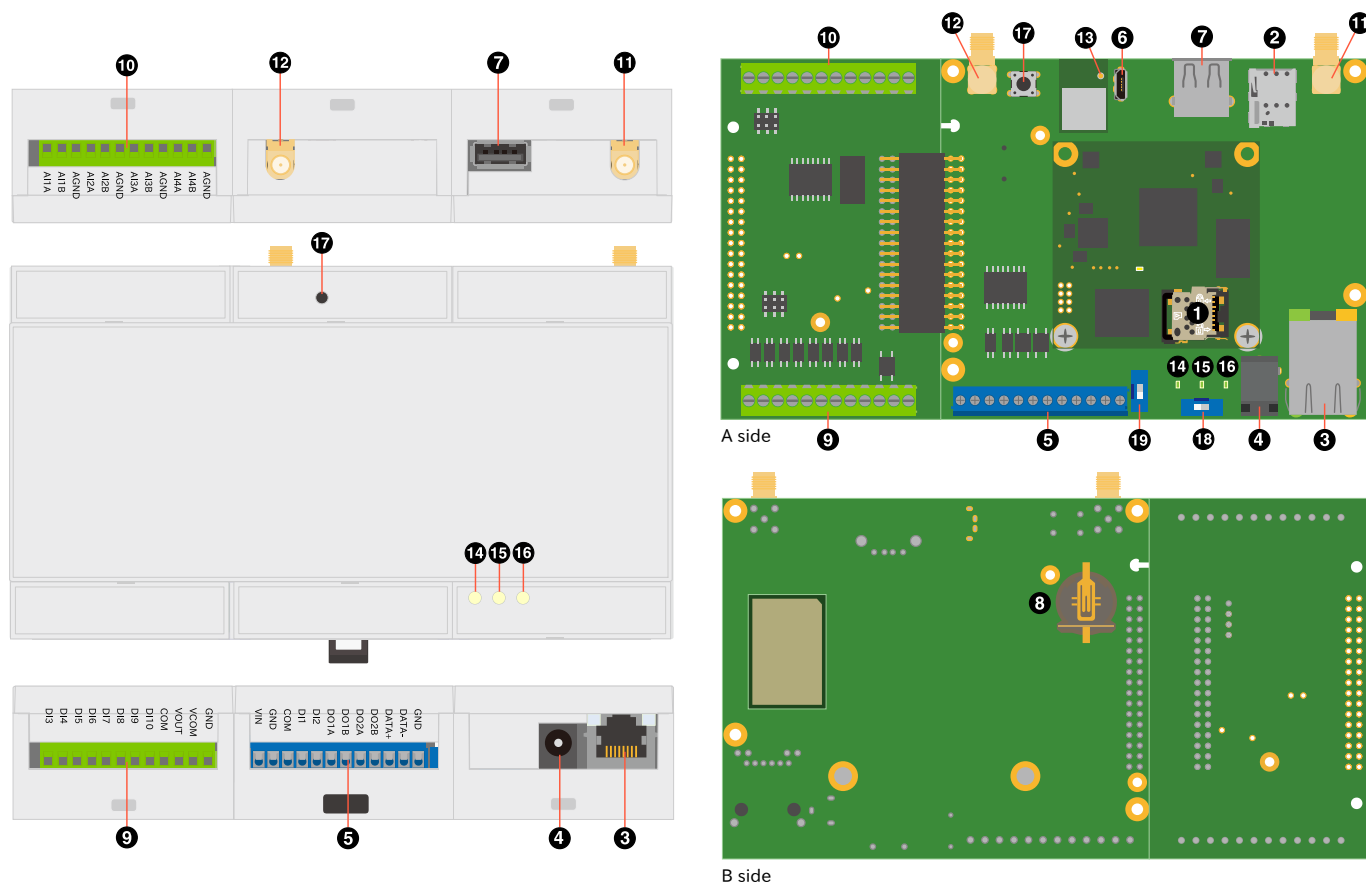 10
12
7
11
AI1A
AI1B
AGND
AI2A
AI2B
AGND
AI3A
AI3B
AGND
AI4A
AI4B
AGND
17
14
15
16
DI3
DI4
DI5
DI6
DI7
DI8
DI9
DI10
COM
VOUT
VCOM
GND
VIN
GND
COM
DI1
DI2
DO1A
DO1B
DO2A
DO2B
DATA+
DATA-
GND
9
5
4
3
12
17
13
6
7
2
11
10
1
14
15
16
9
5
19
18
4
3
A side
8
B side